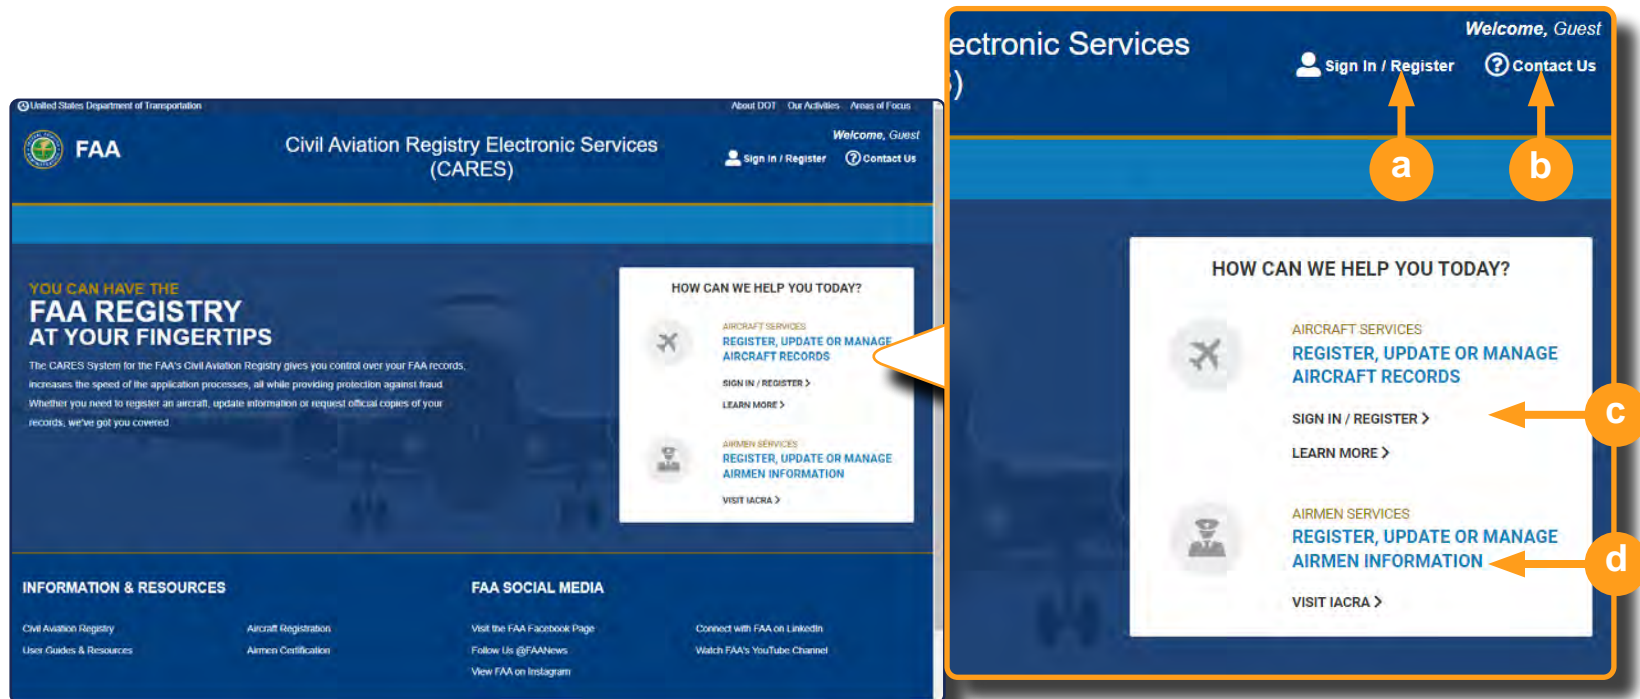 United States Department of Transportation
About DOT Our Activities Areas of Focus
FAA
Civil Aviation Registry Electronic Services
(CARES)
Welcome, Guest
Sign In / Register
Contact Us
YOU CAN HAVE THE
FAA REGISTRY
AT YOUR FINGERTIPS
The CARES System for the FAA's Civil Aviation Registry gives you control over your FAA records,
increases the speed of the application processes, all while providing protection against fraud.
Whether you need to register an aircraft, update information or request official copies of your
records, we've got you covered.
HOW CAN WE HELP YOU TODAY?
AIRCRAFT SERVICES
REGISTER, UPDATE OR MANAGE
AIRCRAFT RECORDS
SIGN IN / REGISTER >
LEARN MORE >
AIRMEN SERVICES
REGISTER, UPDATE OR MANAGE
AIRMEN INFORMATION
VISIT IACRA >
INFORMATION & RESOURCES
Civil Aviation Registry
Aircraft Registration
User Guides & Resources
Airmen Certification
FAA SOCIAL MEDIA
Visit the FAA Facebook Page
Connect with FAA on LinkedIn
Follow Us @FAANews
Watch FAA's YouTube Channel
View FAA on Instagram
ectronic Services
)
Welcome, Guest
Sign In / Register
Contact Us
a
b
HOW CAN WE HELP YOU TODAY?
AIRCRAFT SERVICES
REGISTER, UPDATE OR MANAGE
AIRCRAFT RECORDS
SIGN IN / REGISTER >
c
LEARN MORE >
AIRMEN SERVICES
REGISTER, UPDATE OR MANAGE
AIRMEN INFORMATION
d
VISIT IACRA >